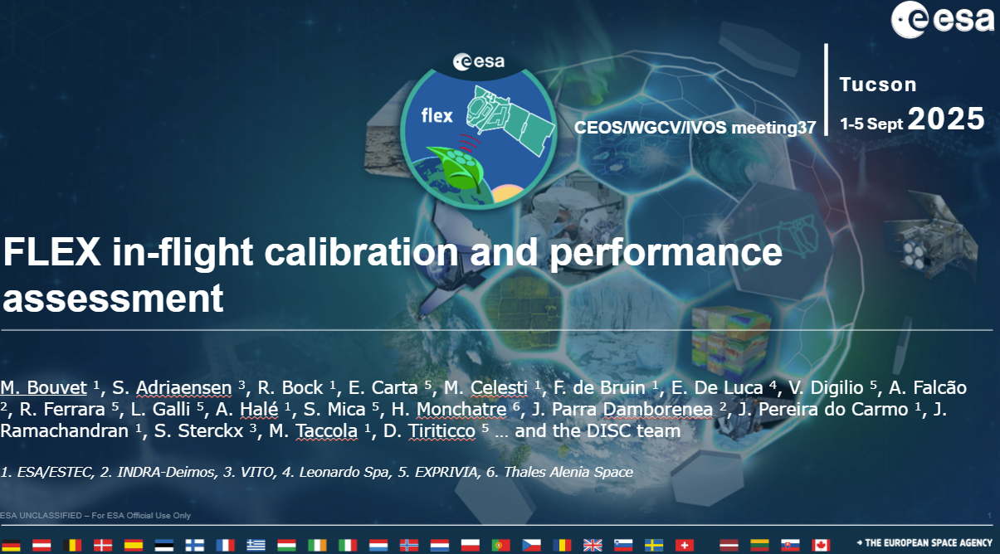 esa
esa
flex
Tucson
CEOS/WGCV/IVOS meeting37
1-5 Sept 2025
FLEX in-flight calibration and performance
assessment
M. Bouvet 1, S. Adriaensen 3, R. Bock 1, E. Carta 5, M. Celesti 1, F. de Bruin 1, E. De Luca 4, V. Digilio 5, A. Falcão
2, R. Ferrara 5, L. Galli 5, A. Halé 1, S. Mica 5, H. Monchatre 6, J. Parra Damborenea 2, J. Pereira do Carmo 1, J.
Ramachandran 1, S. Sterckx 3, M. Taccola 1, D. Tiriticco 5 ... and the DISC team
1. ESA/ESTEC, 2. INDRA-Deimos, 3. VITO, 4. Leonardo Spa, 5. EXPRIVIA, 6. Thales Alenia Space
ESA UNCLASSIFIED – For ESA Official Use Only
1
→ THE EUROPEAN SPACE AGENCY